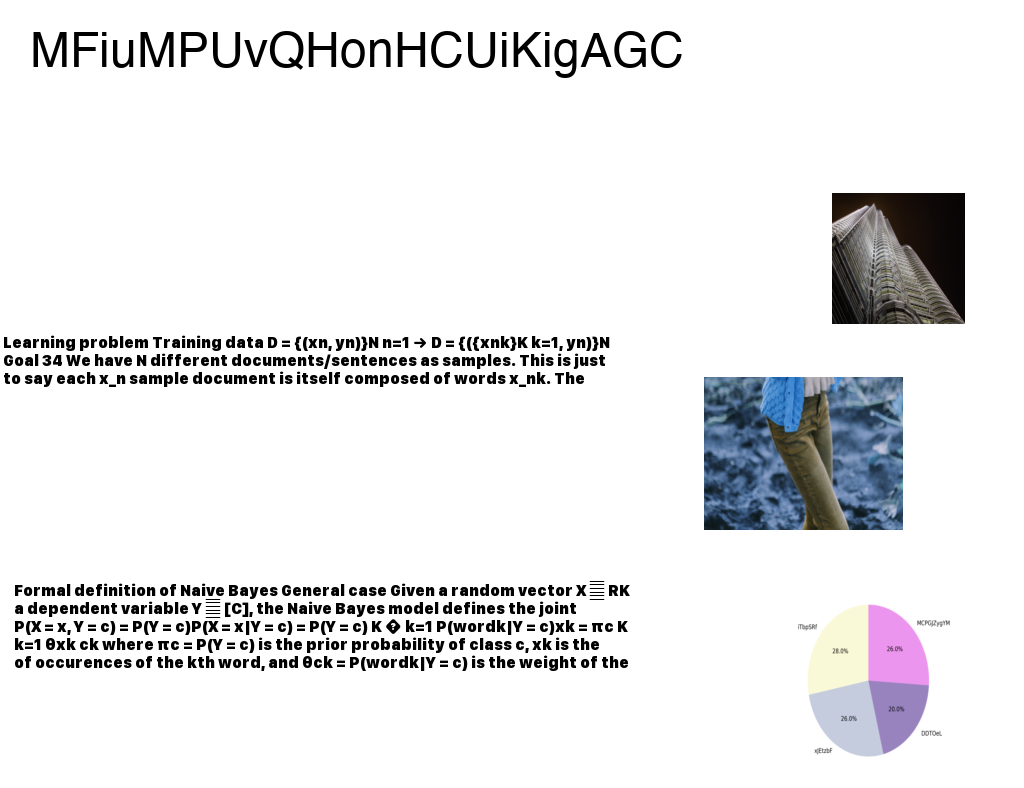 MFiuMPUvQHonHCUiKigAGC
Learning problem Training data D = {(xn, yn)}N n=1 → D = {({xnk}K k=1, yn)}N
Goal 34 We have N different documents/sentences as samples. This is just
to say each x_n sample document is itself composed of words x_nk. The
Formal definition of Naive Bayes General case Given a random vector X RK
a dependent variable Y [C], the Naive Bayes model defines the joint
P(X = x, Y = c) = P(Y = c)P(X = x|Y = c) = P(Y = c) K � k=1 P(wordk|Y = c)xk = πc K
k=1 θxk ck where πc = P(Y = c) is the prior probability of class c, xk is the
of occurences of the kth word, and θck = P(wordk|Y = c) is the weight of the
MCPGjZygYM
28.0%
26.0%
20.0%
26.0%
DDTOeL
xjEtzbF